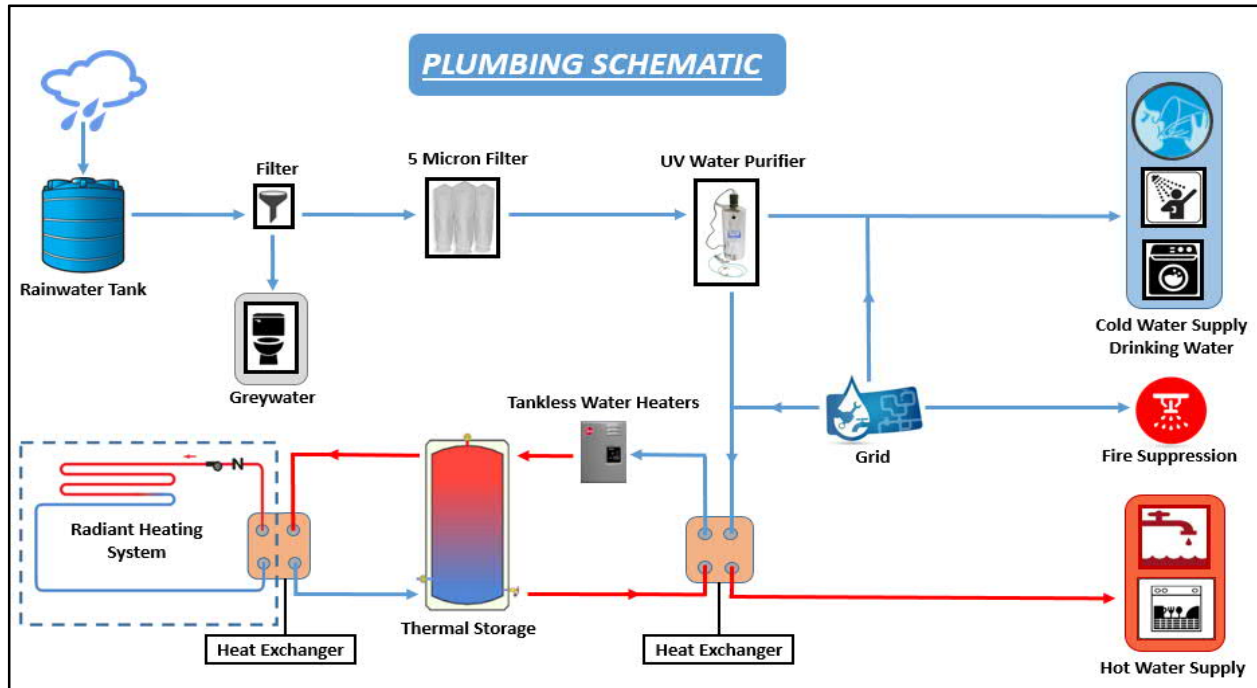 PLUMBING SCHEMATIC
Filter
5 Micron Filter
UV Water Purifier
Rainwater Tank
Greywater
Cold Water Supply
Drinking Water
Tankless Water Heaters
Grid
Fire Suppression
N
Radiant Heating
System
Thermal Storage
Heat Exchanger
Heat Exchanger
Hot Water Supply